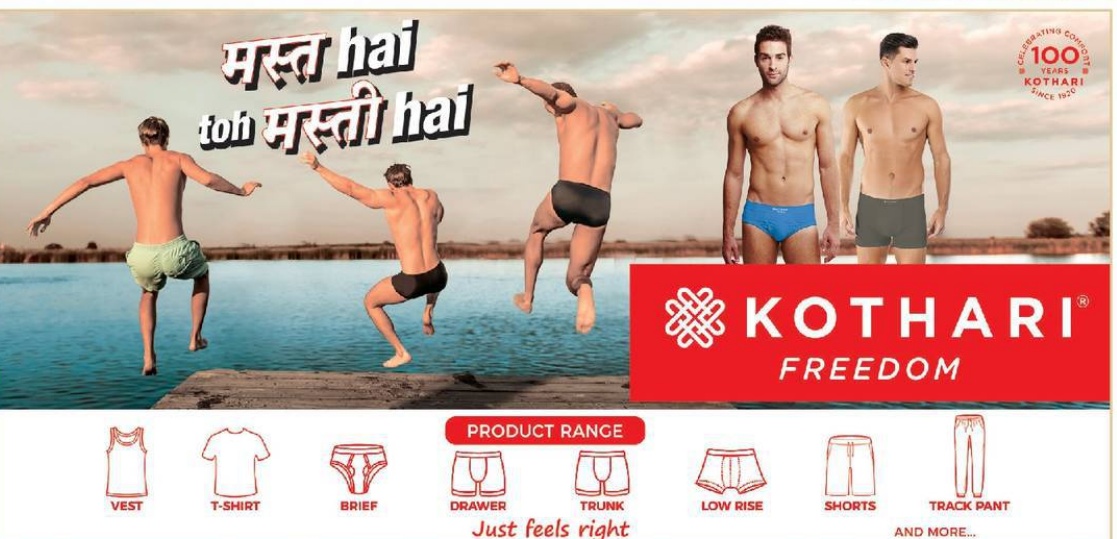 मस्त hai
toh मस्ती hai
CELEBRATING COMFORT
100
YEARS
KOTHARI
SINCE 1920
KOTHARI®
FREEDOM
PRODUCT RANGE
VEST
T-SHIRT
BRIEF
DRAWER
TRUNK
LOW RISE
SHORTS
TRACK PANT
Just feels right
AND MORE...